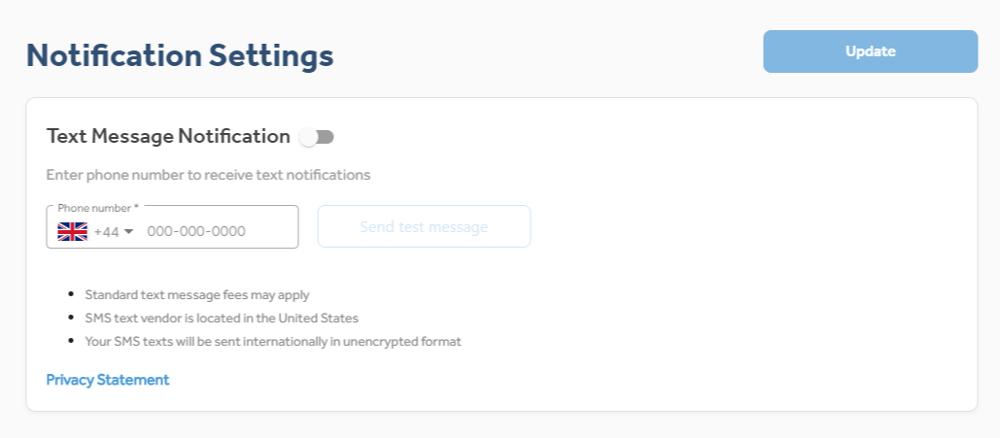 Notification Settings
Update
Text Message Notification
Enter phone number to receive text notifications
Phone number *
+44
000-000-0000
Send test message
Standard text message fees may apply
SMS text vendor is located in the United States
Your SMS texts will be sent internationally in unencrypted format
Privacy Statement